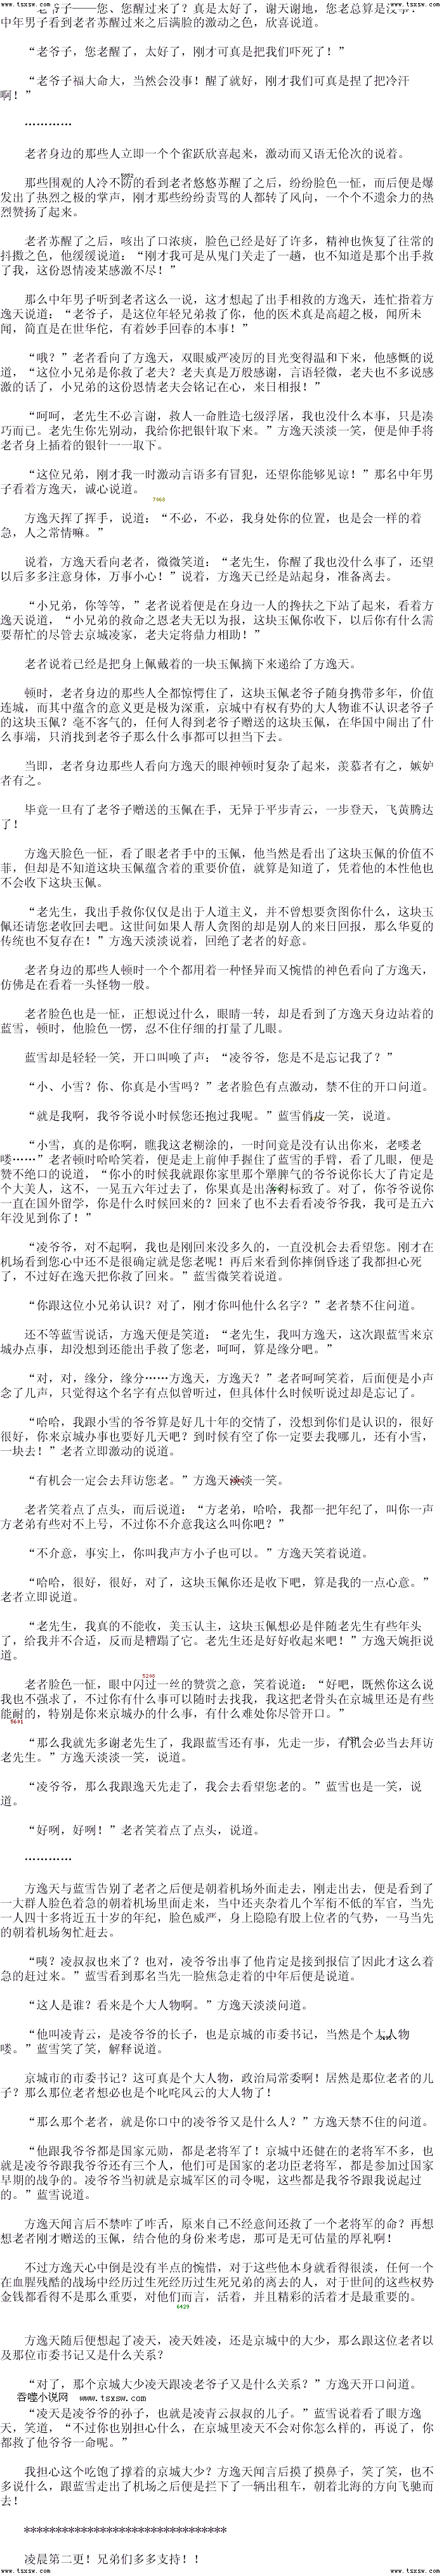 www.tsxsw.com www.tsxsw.com
“老爷子——您、您醒过来了？真是太好了，谢天谢地，您老总算是没事！”
中年男子看到老者苏醒过来之后满脸的激动之色，欣喜说道。
“老爷子，您老醒了，太好了，刚才可真是把我们吓死了！”
“老爷子福大命大，当然会没事！醒了就好，刚才我们可真是捏了把冷汗
啊！”
…………
老者身边的那些人立即一个个雀跃欣喜起来，激动而又语无伦次的说着。
那些围观的人冷不防的看到老者悠悠苏醒了之后，纷纷脸色一怔，而后便是爆
发出了热烈之极的掌声，刚才那些纷纷责骂的人都转了风向，一个个不遗余力的热
烈赞扬了起来。
老者苏醒了之后，咳出了口浓痰，脸色已经是好了许多，精神也恢复了往常的
抖擞之色，他缓缓说道：“刚才我可是从鬼门关走了一趟，也不知道是那个出手救
了我，这份恩情凌某感激不尽！”
那么中年男子听到老者这么一说，这才想起了出手相救的方逸天，连忙指着方
逸天说道：“老爷子，是这位年轻兄弟救了你，他的医术真是高超之极，闻所未
闻，简直是在世华佗，有着妙手回春的本事！”
“哦？”老者看向了方逸天，双眼威严凌厉的目光变得温和下来，他感慨的说
道，“这位小兄弟是你救了老夫？老夫真是万般感谢，言语轻微，老夫也不多说感
激的话了，小兄弟的这份恩情老夫会铭记在心，来日相报！”
“呵呵，老先生不必言谢，救人一命胜造七级浮屠，我也没什么本事，只是凑
巧而已。老先生你先别动，我给你把银针取下来。”方逸天淡淡一笑，便是伸手将
老者身上插着的银针一一取下。
“这位兄弟，刚才我一时激动言语多有冒犯，还望你能够见谅！”那名中年男
子看着方逸天，诚心说道。
方逸天挥了挥手，说道：“不必，不必，我身处你的位置，也是会一样的着
急，人之常情嘛。”
说着，方逸天看向老者，微微笑道：“老先生，你醒了我也没什么事了，还望
以后多多注意身体，万事小心！”说着，方逸天已经是站起身，准备离去。
“小兄弟，你等等，”老者说着便是在身边一人的搀扶之下站了起来，看着方
逸天说道，“小兄弟的救命之恩老夫无以为报，这块玉佩你收下，以后你有什么需
要帮忙的尽管去京城凌家，老夫定将鼎力相助！”
老者说着已经是把身上佩戴着的一块玉佩摘下来递给了方逸天。
顿时，老者身边的那些人全都惊愕住了，这块玉佩老爷子随身携带多年，价值
连城，而其中蕴含的意义更是极为深重，京城中有权有势的大人物谁不认识老爷子
的这块玉佩？毫不客气的，任何人得到老爷子赠送的这块玉佩，在华国中闹出了什
么事端，只消找到老爷子那么什么事都可以担当下去。
当即，老者身边那些人看向方逸天的眼神顿时复杂了起来，羡慕者有之，嫉妒
者有之。
毕竟一旦有了老爷子赠送的玉佩在手，无异于平步青云，一步登天，飞黄腾达
了！
方逸天脸色一怔，看了眼老者手中的玉佩，他当然是看出了这块玉佩的价值不
菲，但却是不知道这块玉佩蕴含着的重要价值，就算是知道了，凭着他的本性他也
不会收下这块玉佩。
“老先生，我出手救你仅仅是出于人道主义，并不曾想要贪图你什么，这块玉
佩还请您老收回去吧。这世间如果人帮人贪图的却是别人的来日回报，那么华夏的
传统也不复存在！”方逸天淡淡说着，回绝了老者的好意。
老者身边的那些人顿时一个个都用着一种怪异而又惋惜的神色看向了方逸天，
仿佛是在看着一头怪物一般。
老者脸色也是一怔，正想说过什么，眼睛一转，却是看到了方逸天身边站着的
蓝雪，顿时，他脸色一愣，忍不住仔细的打量了几眼。
蓝雪却是轻轻一笑，开口叫唤了声：“凌爷爷，您是不是忘记我了？”
“小、小雪？你、你真是小雪吗？”老者脸色有点激动，禁不住的开口问道。
“就是我啊，我爷爷说小时候您还抱过我呢。”蓝雪俏皮一笑，说道。
“小雪，真的是你啊，瞧我这老糊涂的，一时间竟是没有认出你来，老喽老
喽……”老者顿时哈哈笑着，便是走上前伸手握住了蓝雪的手臂，看了几眼，便是
赞不绝口的说道，“你小的时候我就跟你家里那个犟脾气的爷爷说你长大了肯定是
个大美人，这不，一晃五六年过去了，你果真是出落得标致了。对了，你爷爷说你
一直在国外留学，你是什么时候回来的？回来了也不去看看凌爷爷我，我可是五六
年没见到你了！”
“凌爷爷，对不起啊，我也是刚回来没多久的，一直没机会去看望您。刚才在
机场看到您心中还不是很确定就是您老呢！再后来看到你摔倒昏迷了我都担心死
了，不过好在逸天把你救了回来。”蓝雪微笑着说道。
“你跟这位小兄弟认识？对了，刚才你叫他什么名字？”老者禁不住问道。
还不等蓝雪说话，方逸天便是笑道：“老先生，我叫方逸天，这次跟蓝雪来京
城办点事，却没想到还能出手救了您老，呵呵，算是缘分吧。”
“对，对，缘分，缘分……方逸天，方逸天？”老者呵呵笑着，后面便是小声
念了几声，只觉得这个名字有点似曾听过，但具体什么时候听说过却是忘记了。
“哈哈，我跟小雪的爷爷算是好几十年的交情了，没想到你们是认识的，很好
很好，你来京城办事也要好几天吧？到时候有空了你一定要去我哪儿，还有小雪，
一块去！”老者立即激动的说道。
“有机会一定会去拜访您老。”方逸天淡淡一笑。
老者笑着点了点头，而后说道：“方老弟，哈哈，我都一把年纪了，叫你一声
方老弟有些对不上号，不过你不介意我这么叫你吧？”
“不介意，事实上，你叫我声方小子也可以。”方逸天笑着说道。
“哈哈，很好，很好，对了，这块玉佩你还是收下吧，算是我的一点心意。”
老者立即说道。
“老先生，我真的不能收，美玉认主，这块玉佩想必是伴随老先生有些年头
了，给我并不合适，反而是糟蹋了它。老先生还是好好收起来吧！”方逸天婉拒说
道。
老者脸色一怔，眼中闪过一丝的赞赏之意，笑着说道：“好吧，既然你这么说
我也不强求了，不过你有什么事可以随时去找我，我这把老骨头在京城里还是有些
能耐的，特别是你来京城办的什么事，有什么难处你尽管开口。”
“那么我就先多谢老先生了，我跟蓝雪还有事，先走一步，有机会必当去拜访
老先生。”方逸天淡淡一笑，说道。
“凌爷爷，那么我跟逸天先走了，我会去看望您老的。”蓝雪也是一笑，说
道。
“好咧，好咧！”老者笑着点了点头，说道。
…………
方逸天与蓝雪告别了老者之后便是朝着机场外面走去，刚走出去，便是看到了
一大群人脸色着急的朝着机场里面走来，当中还夹杂着几个军衔不低的军官，当先
一人四十多将近五十岁的年纪，脸色威严，身上隐隐有股上位者的气势，一马当先
的朝着机场匆忙赶去。
“咦？凌叔叔也来了？也对，凌爷爷出事了他肯定是接到报信了因此才这么着
急的赶过来。”蓝雪看到那名当先一脸焦急走着的中年后便是说道。
“这人是谁？看来是个大人物啊。”方逸天淡淡问道。
“他叫凌青云，是凌爷爷的长子，也是京城的市委书记，当然是个大人物
喽。”蓝雪笑了笑，解释说道。
京城市的市委书记？这可真是个大人物，政治局常委啊！居然是那位老者的儿
子？那么那位老者想必也是个叱咤风云的大人物了！
“那么那个老者，就是你口中的凌爷爷又是什么人？”方逸天禁不住的问道。
“他跟我爷爷都是国家元勋，都是老将军了！京城中还健在的老将军不多，也
就是凌爷爷跟我爷爷还有三个人，他们可是国家的老功臣老将军，都是参加过国家
早期的战争的。凌爷爷当初就是京城军区的司令呢，这些都是我爷爷跟我说起过
的。”蓝雪说道。
方逸天闻言后不禁咋了咋舌，原来自己不经意间还救了一个老将军的命？再想
想老者刚才赠送的玉佩，结合他的身份来考虑，那可是无可估量的厚礼啊！
不过方逸天心中倒是没有半点的惋惜，对于这些他本身就看得很淡，任何一个
在血腥残酷的战场中经历过生死经历过生死兄弟的离去的人，对于世间的这些权势
金钱都看得不是那么重要，对他们而言，活着，并且精彩的活着才是最重要的。
方逸天随后便想起了凌天，凌天姓凌，还是京城中的大少，那么跟这位老者以
及那位市委书记又是什么关系？
“对了，那个京城大少凌天跟凌老爷子又是什么关系？”方逸天开口问道。
吞噬小说网 www.tsxsw.com
“凌天是凌爷爷的孙子，也就是凌青云叔叔的儿子。”蓝雪说着看了眼方逸
天，笑道，“不过你也别担心什么，在京城里凌天不会对你怎么样的，再说了，你
都救了他爷爷一命呢。”
我担心这个吃饱了撑着的京城大少？方逸天闻言后摸了摸鼻子，笑了笑，也不
多说什么，跟蓝雪走出了机场之后便是拦下了一辆出租车，朝着北海的方向飞驰而
去！
********************************
凌晨第二更！兄弟们多多支持！！
www.tsxsw.com www.tsxsw.com